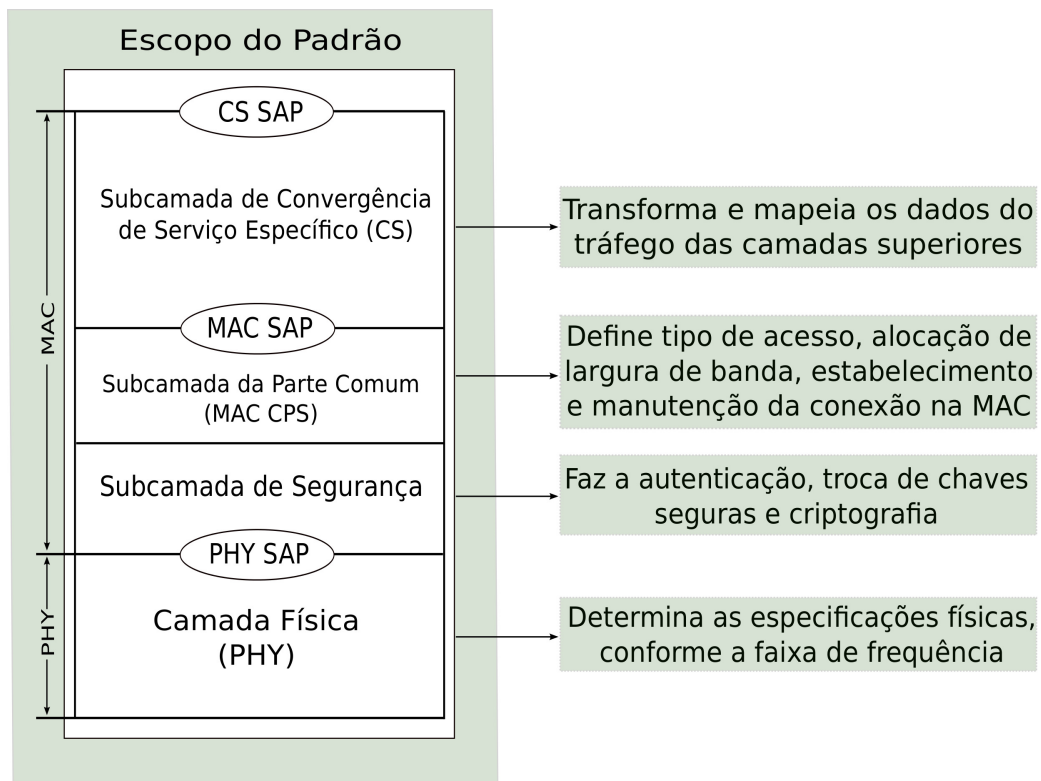 Escopo do Padrão
CS SAP
Subcamada de Convergência
de Serviço Específico (CS)
Transforma e mapeia os dados do
tráfego das camadas superiores
MAC
MAC SAP
Subcamada da Parte Comum
(MAC CPS)
Define tipo de acesso, alocação de
largura de banda, estabelecimento
e manutenção da conexão na MAC
Subcamada de Segurança
Faz a autenticação, troca de chaves
seguras e criptografia
PHY SAP
PHY
Camada Física
(PHY)
Determina as especificações físicas,
conforme a faixa de frequência